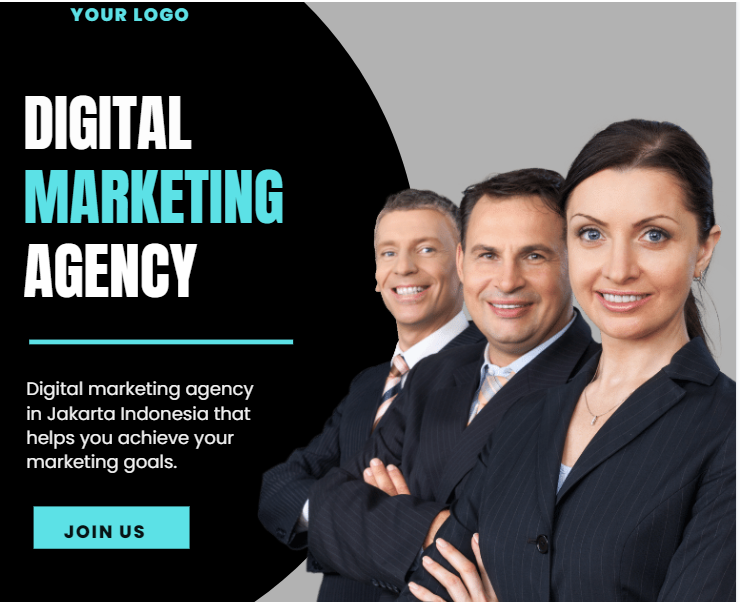 YOUR LOGO
DIGITAL
MARKETING
AGENCY
Digital marketing agency
in Jakarta Indonesia that
helps you achieve your
marketing goals.
JOIN US